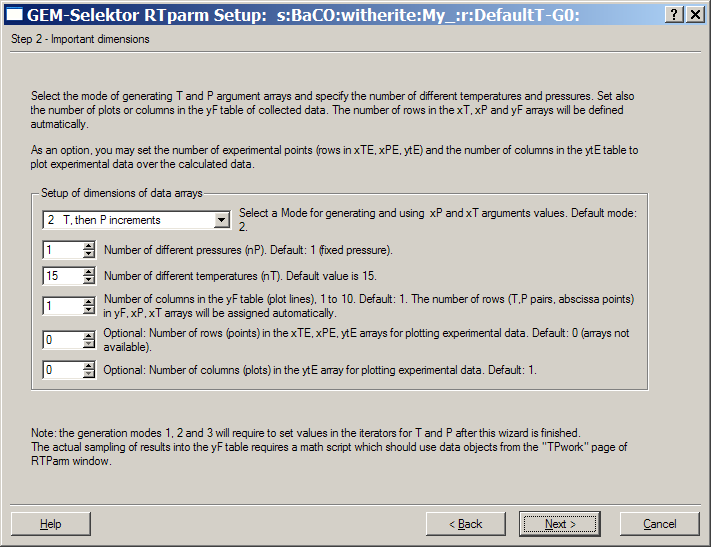 GEM-Selektor RTparm Setup:  s:BaCO:witherite:My_:r:DefaultT-G0:
Step 2 - Important dimensions
Select the mode of generating T and P argument arrays and specify the number of different temperatures and pressures. Set also
the number of plots or columns in the yF table of collected data. The number of rows in the xT, xP and yF arrays will be defined
autmatically.
As an option, you may set the number of experimental points (rows in xTE, xPE, ytE) and the number of columns in the ytE table to
plot experimental data over the calculated data.
Setup of dimensions of data arrays
2  T, then P increments
Select a Mode for generating and using  xP and xT arguments values. Default mode:
2.
1
Number of different pressures (nP). Default: 1 (fixed pressure).
15
Number of different temperatures (nT). Default value is 15.
1
Number of columns in the yF table (plot lines), 1 to 10. Default: 1. The number of rows (T,P pairs, abscissa points)
in yF, xP, xT arrays will be assigned automatically.
0
Optional: Number of rows (points) in the xTE, xPE, ytE arrays for plotting experimental data. Default: 0 (arrays not
available).
0
Optional: Number of columns (plots) in the ytE array for plotting experimental data. Default: 1.
Note: the generation modes 1, 2 and 3 will require to set values in the iterators for T and P after this wizard is finished.
The actual sampling of results into the yF table requires a math script which should use data objects from the "TPwork" page of
RTParm window.
Help
< Back
Next >
Cancel